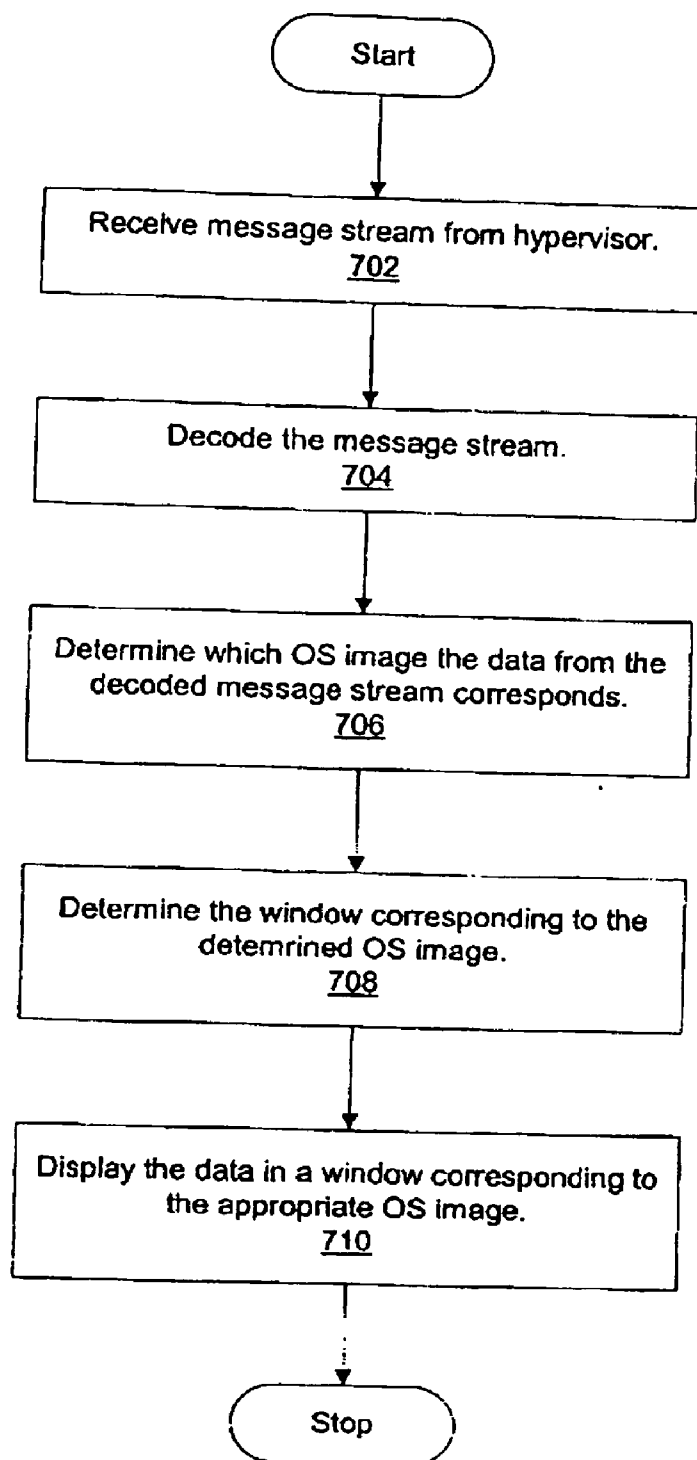 Start
Receive message stream from hypervisor.
702
Decode the message stream.
704
Determine which OS image the data from the
decoded message stream corresponds.
706
Determine the window corresponding to the
detemrined OS image.
708
Display the data in a window corresponding to
the appropriate OS image.
710
Stop